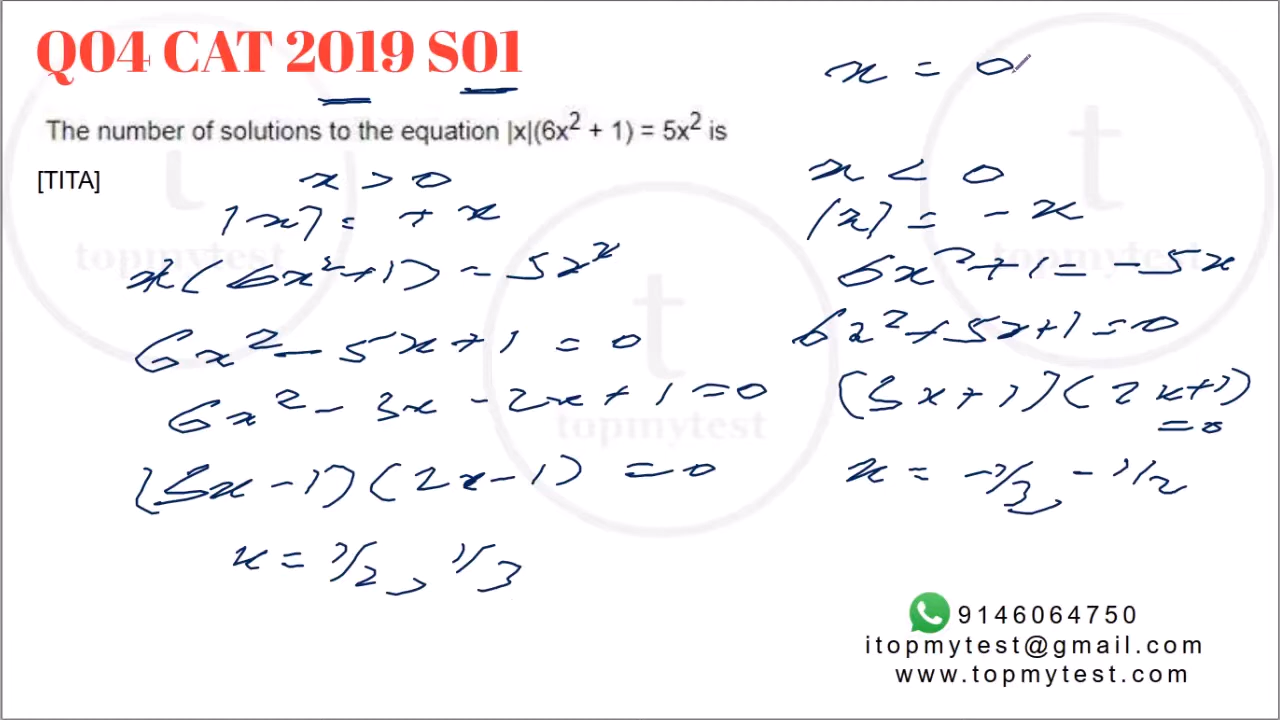 Q04 CAT 2019 S01
x = 0
The number of solutions to the equation |x|(6x² + 1) = 5x² is
[TITA]
x > 0
|x| = + x
x(6x²+1) = 5x²
6x² - 5x + 1 = 0
6x² - 3x - 2x + 1 = 0
(3x - 1)(2x - 1) = 0
x = 1/2, 1/3
x < 0
|x| = - x
6x² + 1 = - 5x
6x² + 5x + 1 = 0
(3x + 1)(2x + 1)
= 0
x = -1/3, -1/2
9146064750
itopmytest@gmail.com
www.topmytest.com
t
topmytest
t
topmytest
t
topmytest